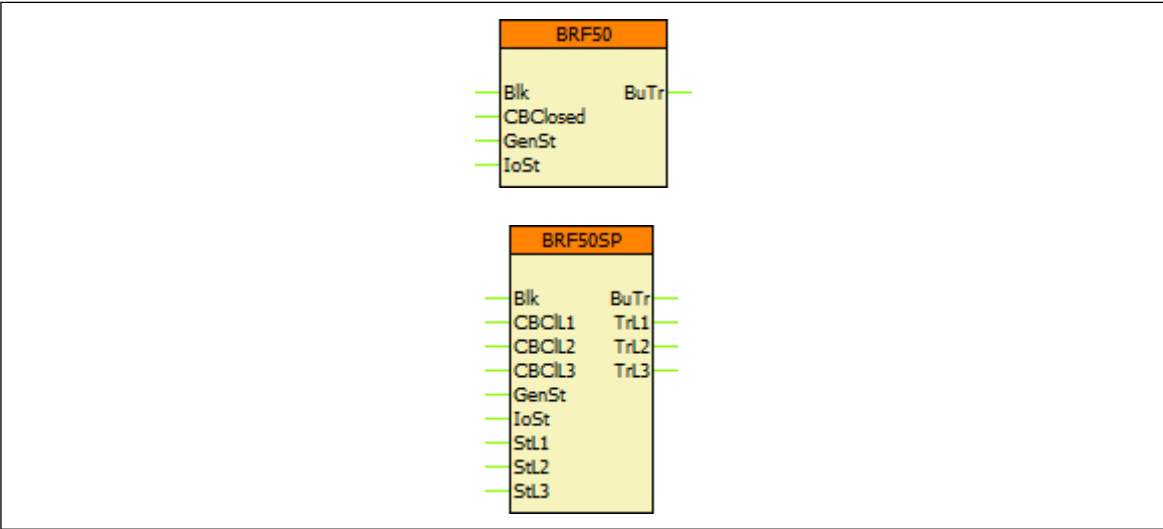 BRF50
Blk BuTr
CBClosed
GenSt
IoSt
BRF50SP
Blk BuTr
CBClL1 TrL1
CBClL2 TrL2
CBClL3 TrL3
GenSt
IoSt
StL1
StL2
StL3